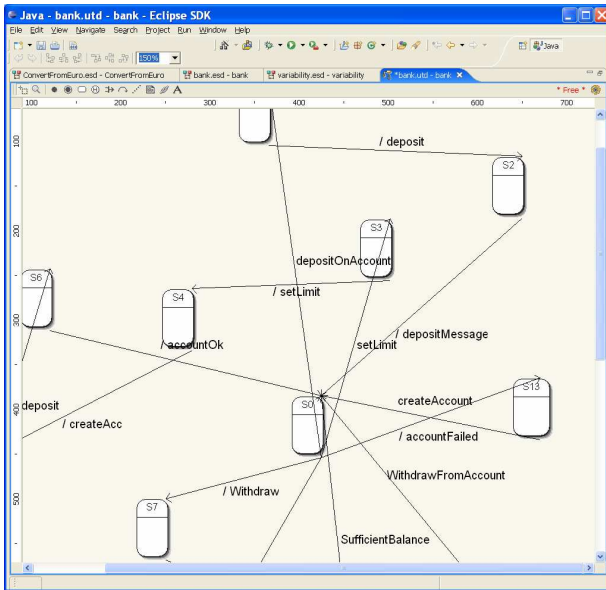 Java - bank.utd - bank - Eclipse SDK
File Edit View Navigate Search Project Run Window Help
Java
150%
ConvertFromEuro.esd - ConvertFromEuro bank.esd - bank variability.esd - variability *bank.utd - bank
A * Free *
100 200 300 400 500 600 700
100
/ deposit
S2
200
S3
depositOnAccount
S6
/ setLimit
S4
300
/ depositMessage
/ accountOk
setLimit
S13
createAccount
400
deposit
S0
/ createAcc
/ accountFailed
WithdrawFromAccount
/ Withdraw
500
S7
SufficientBalance